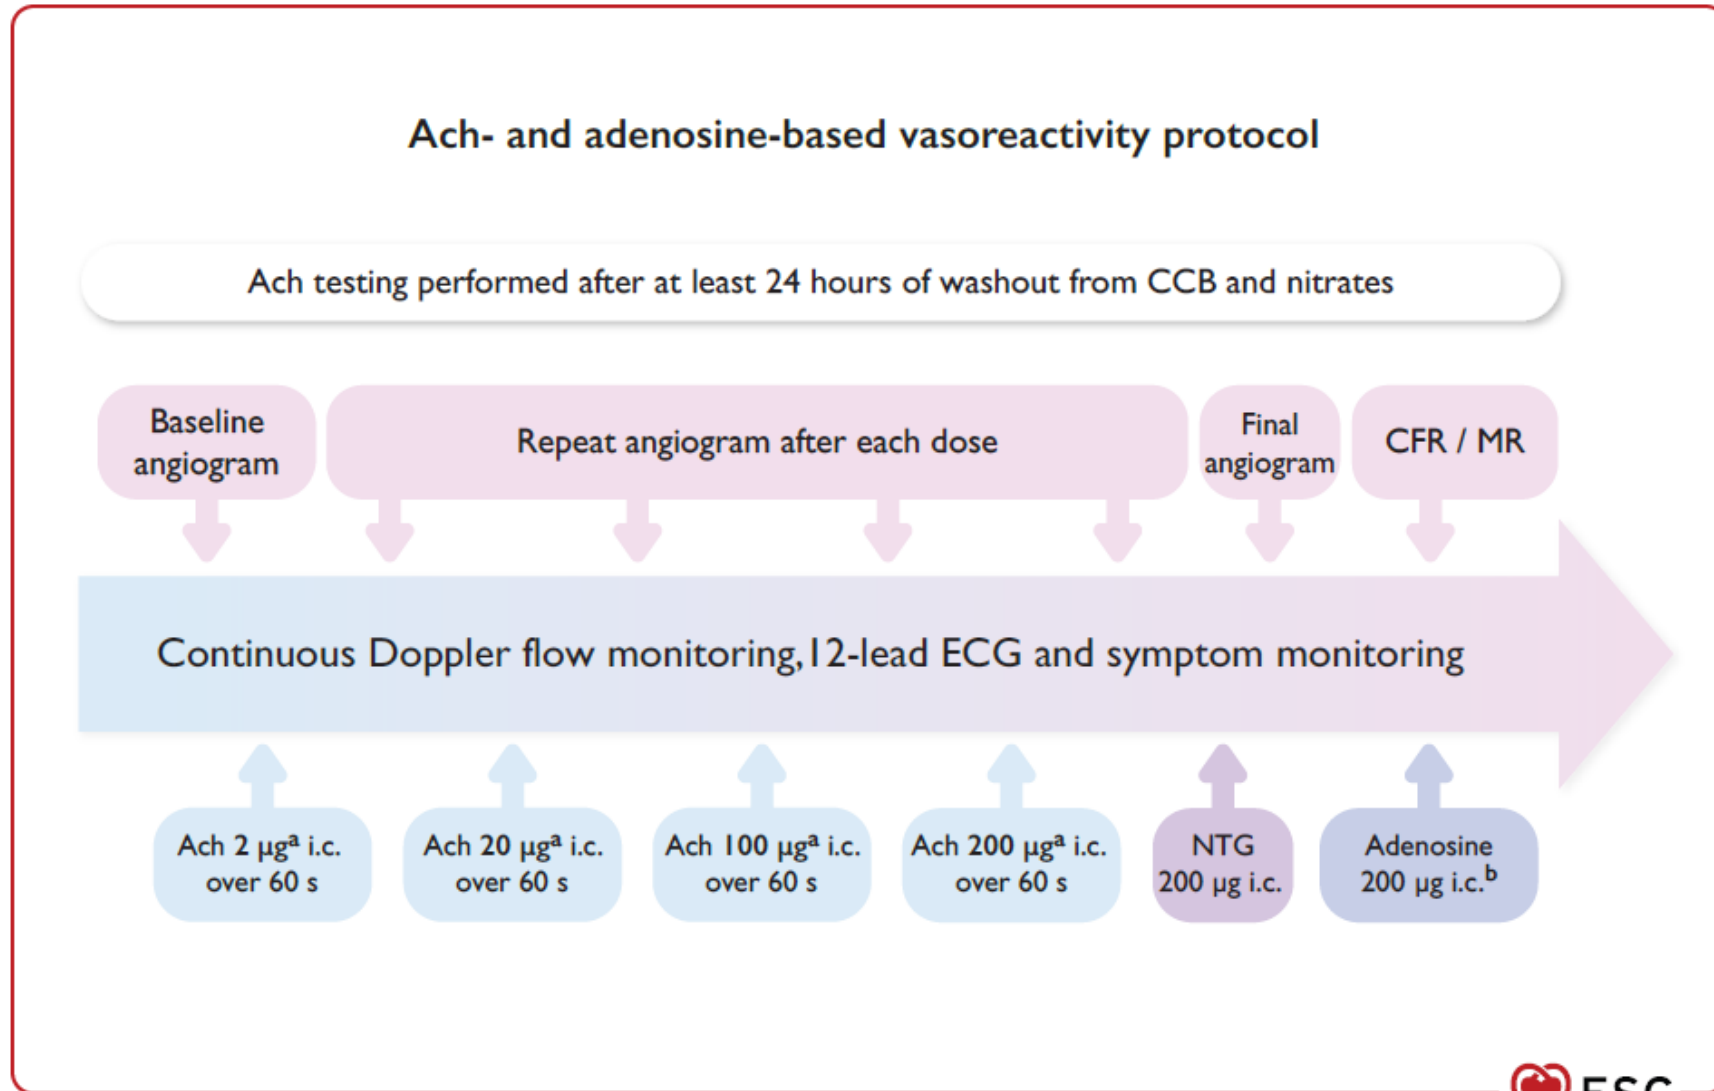 Ach- and adenosine-based vasoreactivity protocol
Ach testing performed after at least 24 hours of washout from CCB and nitrates
Baseline
angiogram
Repeat angiogram after each dose
Final
angiogram
CFR / MR
Continuous Doppler flow monitoring,12-lead ECG and symptom monitoring
Ach 2 µgᵃ i.c.
over 60 s
Ach 20 µgᵃ i.c.
over 60 s
Ach 100 µgᵃ i.c.
over 60 s
Ach 200 µgᵃ i.c.
over 60 s
NTG
200 µg i.c.
Adenosine
200 µg i.c.ᵇ
ESC